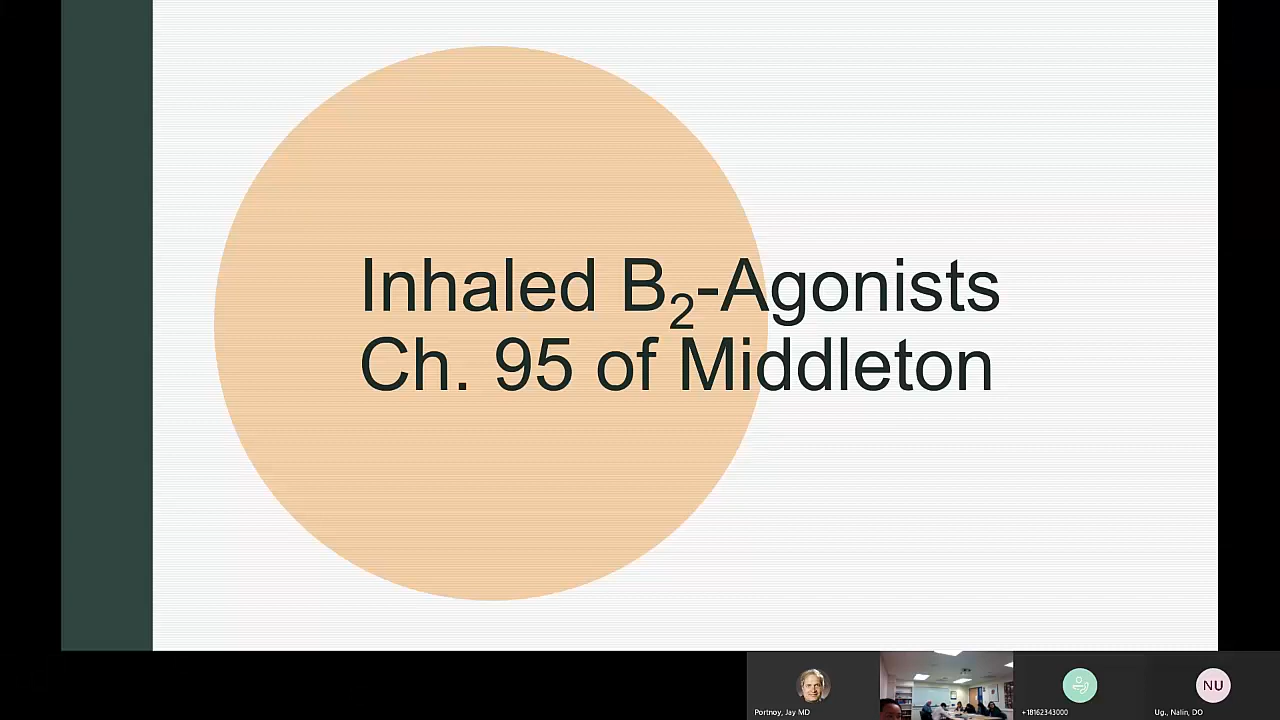 Inhaled B₂-Agonists
Ch. 95 of Middleton
Portnoy, Jay MD
+18162343000
NU
Ug., Nalin, DO